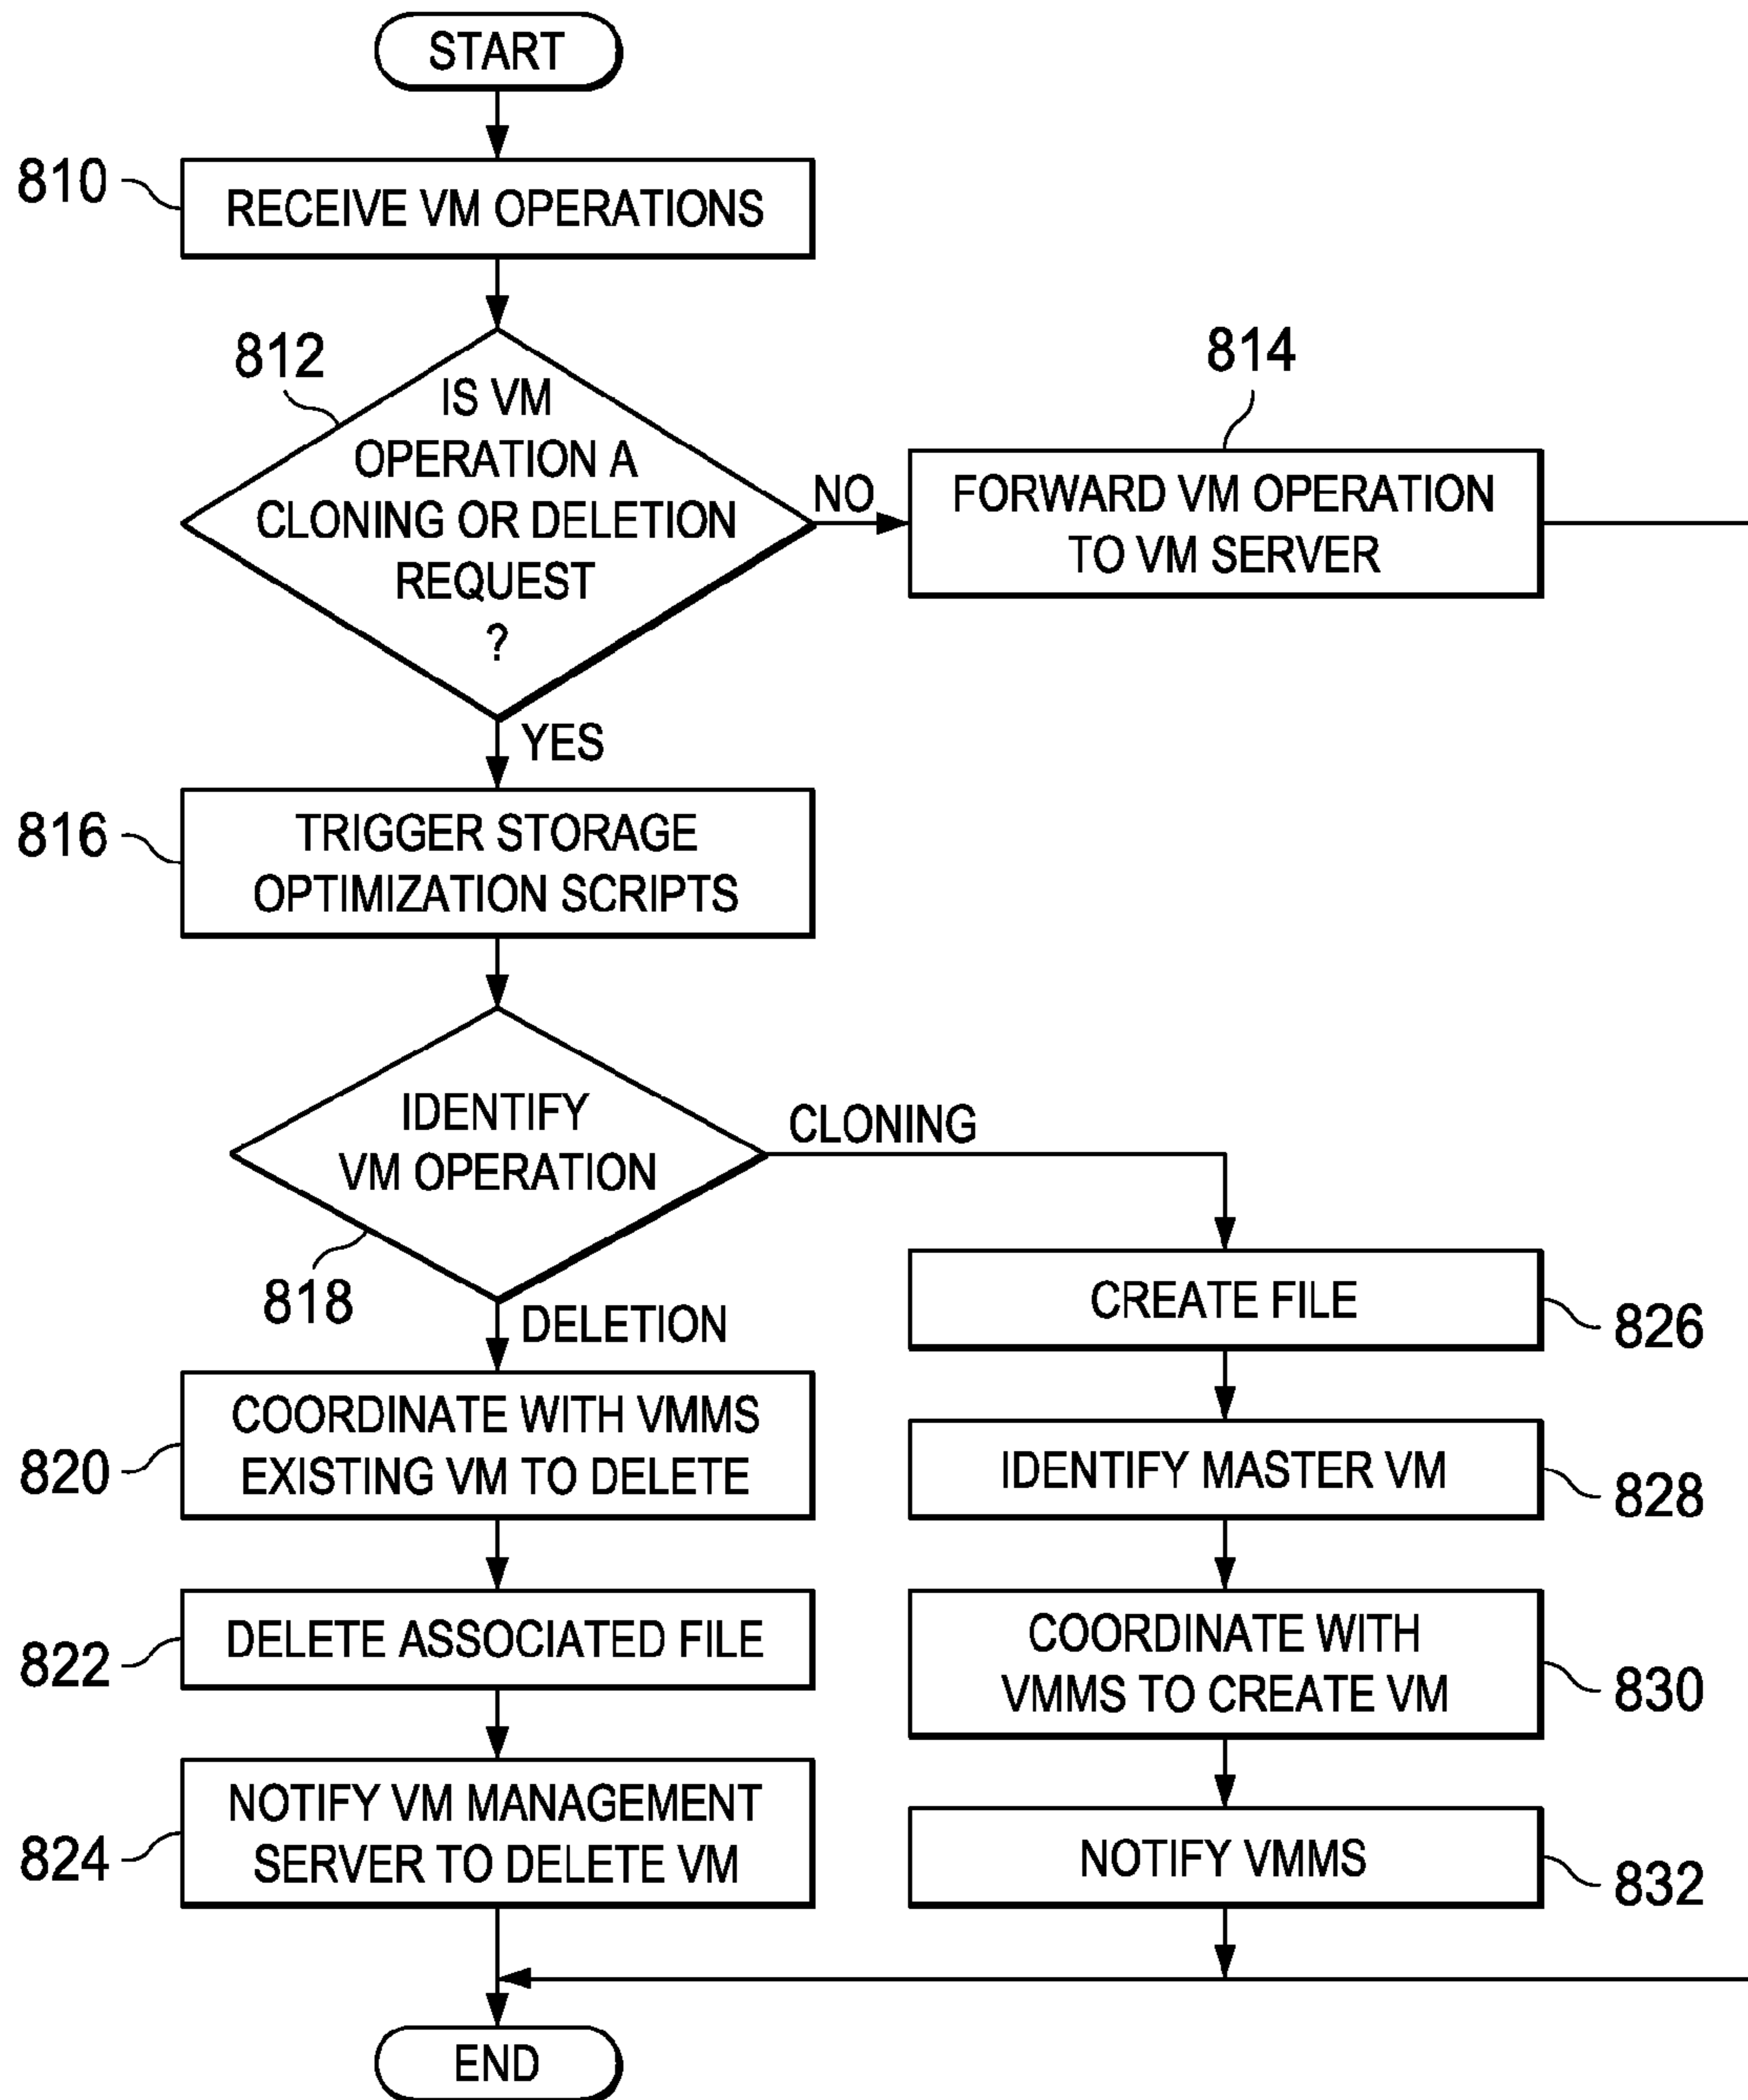 START
810
RECEIVE VM OPERATIONS
812
IS VM
OPERATION A
CLONING OR DELETION
REQUEST
?
NO
814
FORWARD VM OPERATION
TO VM SERVER
YES
816
TRIGGER STORAGE
OPTIMIZATION SCRIPTS
IDENTIFY
VM OPERATION
818
CLONING
DELETION
820
COORDINATE WITH VMMS
EXISTING VM TO DELETE
822
DELETE ASSOCIATED FILE
824
NOTIFY VM MANAGEMENT
SERVER TO DELETE VM
CREATE FILE
826
IDENTIFY MASTER VM
828
COORDINATE WITH
VMMS TO CREATE VM
830
NOTIFY VMMS
832
END